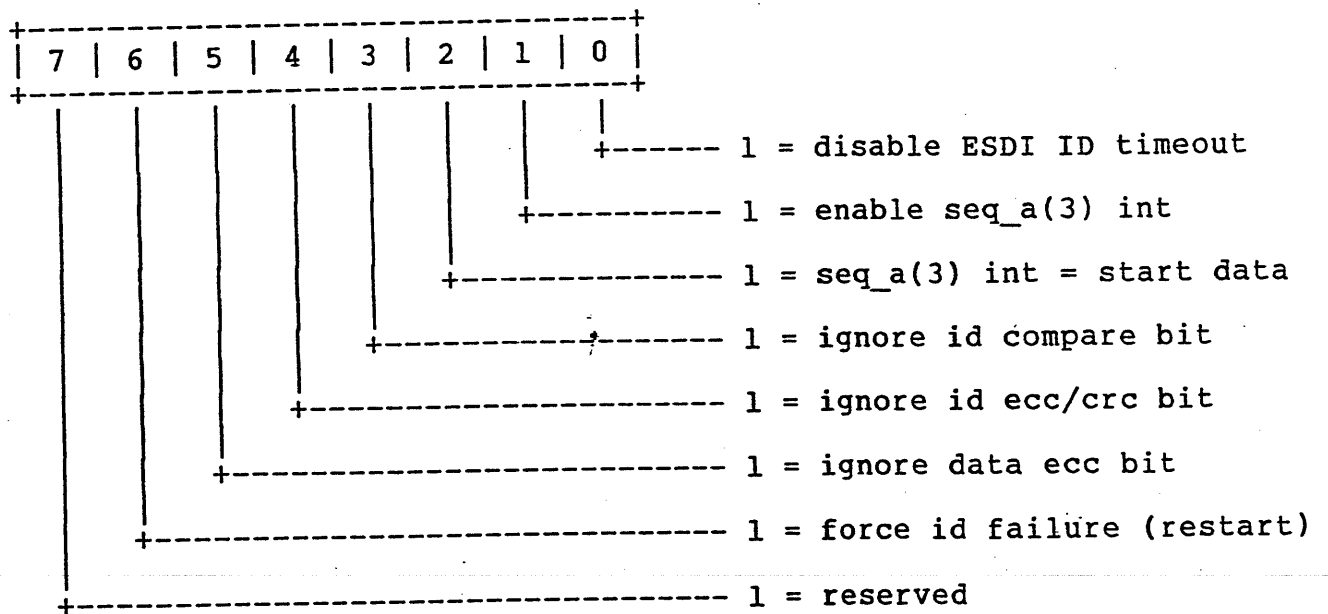 | 7 | 6 | 5 | 4 | 3 | 2 | 1 | 0 |
1 = disable ESDI ID timeout
1 = enable seq_a(3) int
1 = seq_a(3) int = start data
1 = ignore id compare bit
1 = ignore id ecc/crc bit
1 = ignore data ecc bit
1 = force id failure (restart)
1 = reserved